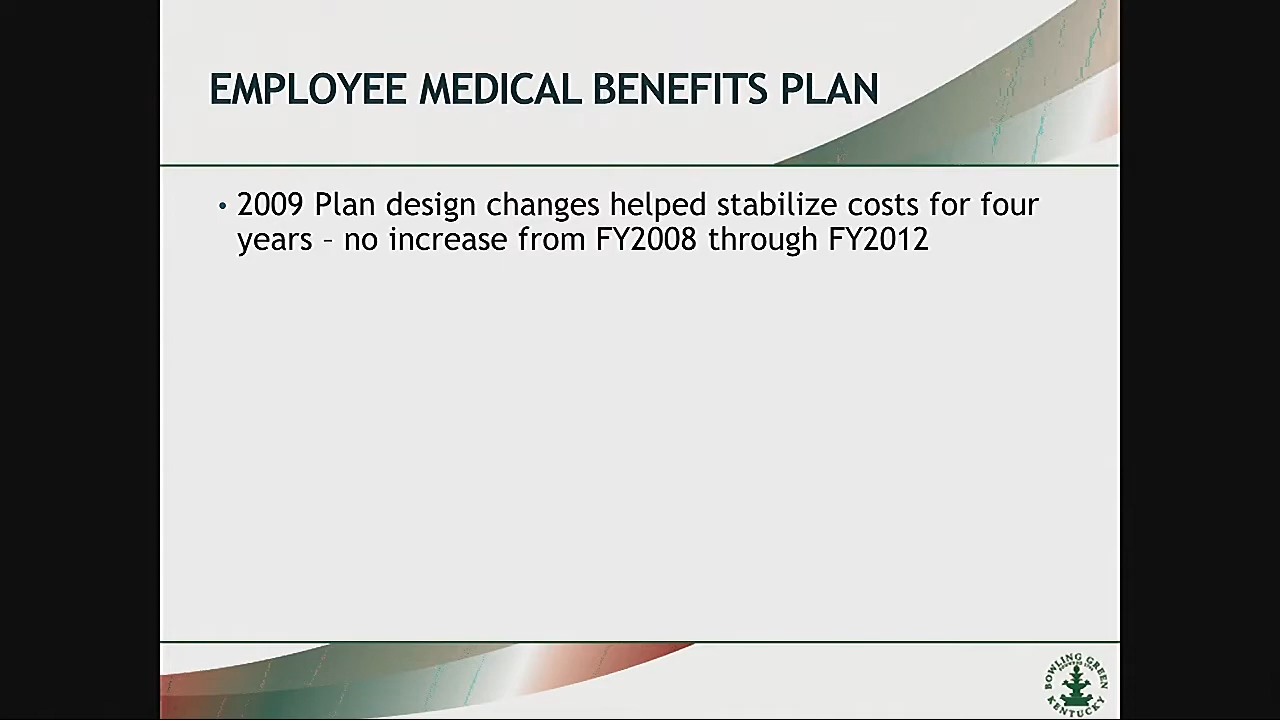 EMPLOYEE MEDICAL BENEFITS PLAN
• 2009 Plan design changes helped stabilize costs for four
years – no increase from FY2008 through FY2012
BOWLING GREEN
KENTUCKY